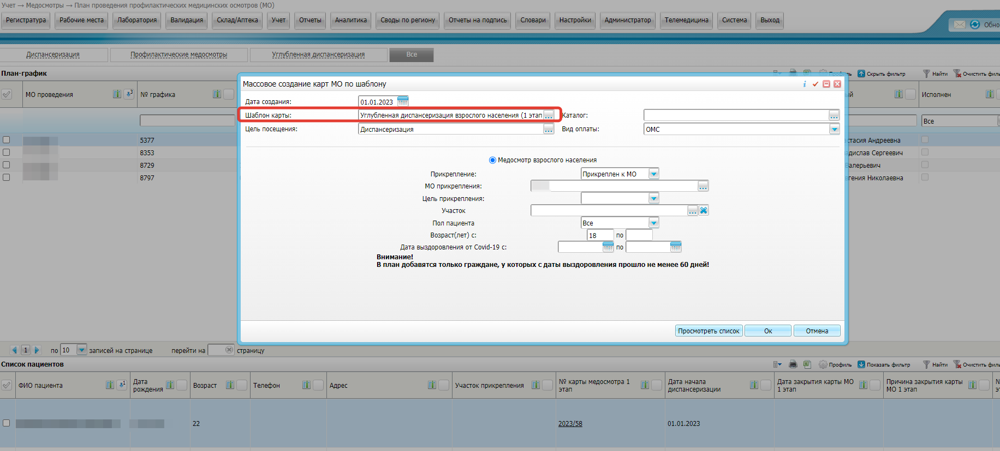 Учет → Медосмотры → План проведения профилактических медицинских осмотров (МО)
Регистратура Рабочие места Лаборатория Валидация Склад/Аптека Учет Отчеты Аналитика Своды по региону Отчеты на подпись Словари Настройки Администратор Телемедицина Система Выход
Обно
Диспансеризация Профилактические медосмотры Углубленная диспансеризация Все
План-график
Профиль Скрыть фильтр Найти Очистить филь
МО проведения 3 № графика
ый Исполнен
Все
5377
стасия Андреевна
8353
адислав Сергеевич
8729
Валерьевич
8797
вгения Николаевна
Массовое создание карт МО по шаблону
Дата создания: 01.01.2023
Шаблон карты: Углубленная диспансеризация взрослого населения (1 этап ... Каталог: ...
Цель посещения: Диспансеризация ... Вид оплаты: ОМС
Медосмотр взрослого населения
Прикрепление: Прикреплен к МО
МО прикрепления: ...
Цель прикрепления:
Участок ...
Пол пациента Все
Возраст(лет) с: 18 по
Дата выздоровления от Covid-19 с: по
Внимание!
В план добавятся только граждане, у которых с даты выздоровления прошло не менее 60 дней!
Просмотреть список Ок Отмена
1 по 10 записей на странице перейти на страницу
Список пациентов
Профиль Показать фильтр Найти Очистить филь
ФИО пациента 1 Дата рождения Возраст Телефон Адрес Участок прикрепления № карты медосмотра 1 этап Дата начала диспансеризации Дата закрытия карты МО 1 этап Причина закрытия карты МО 1 этап
22 2023/58 01.01.2023